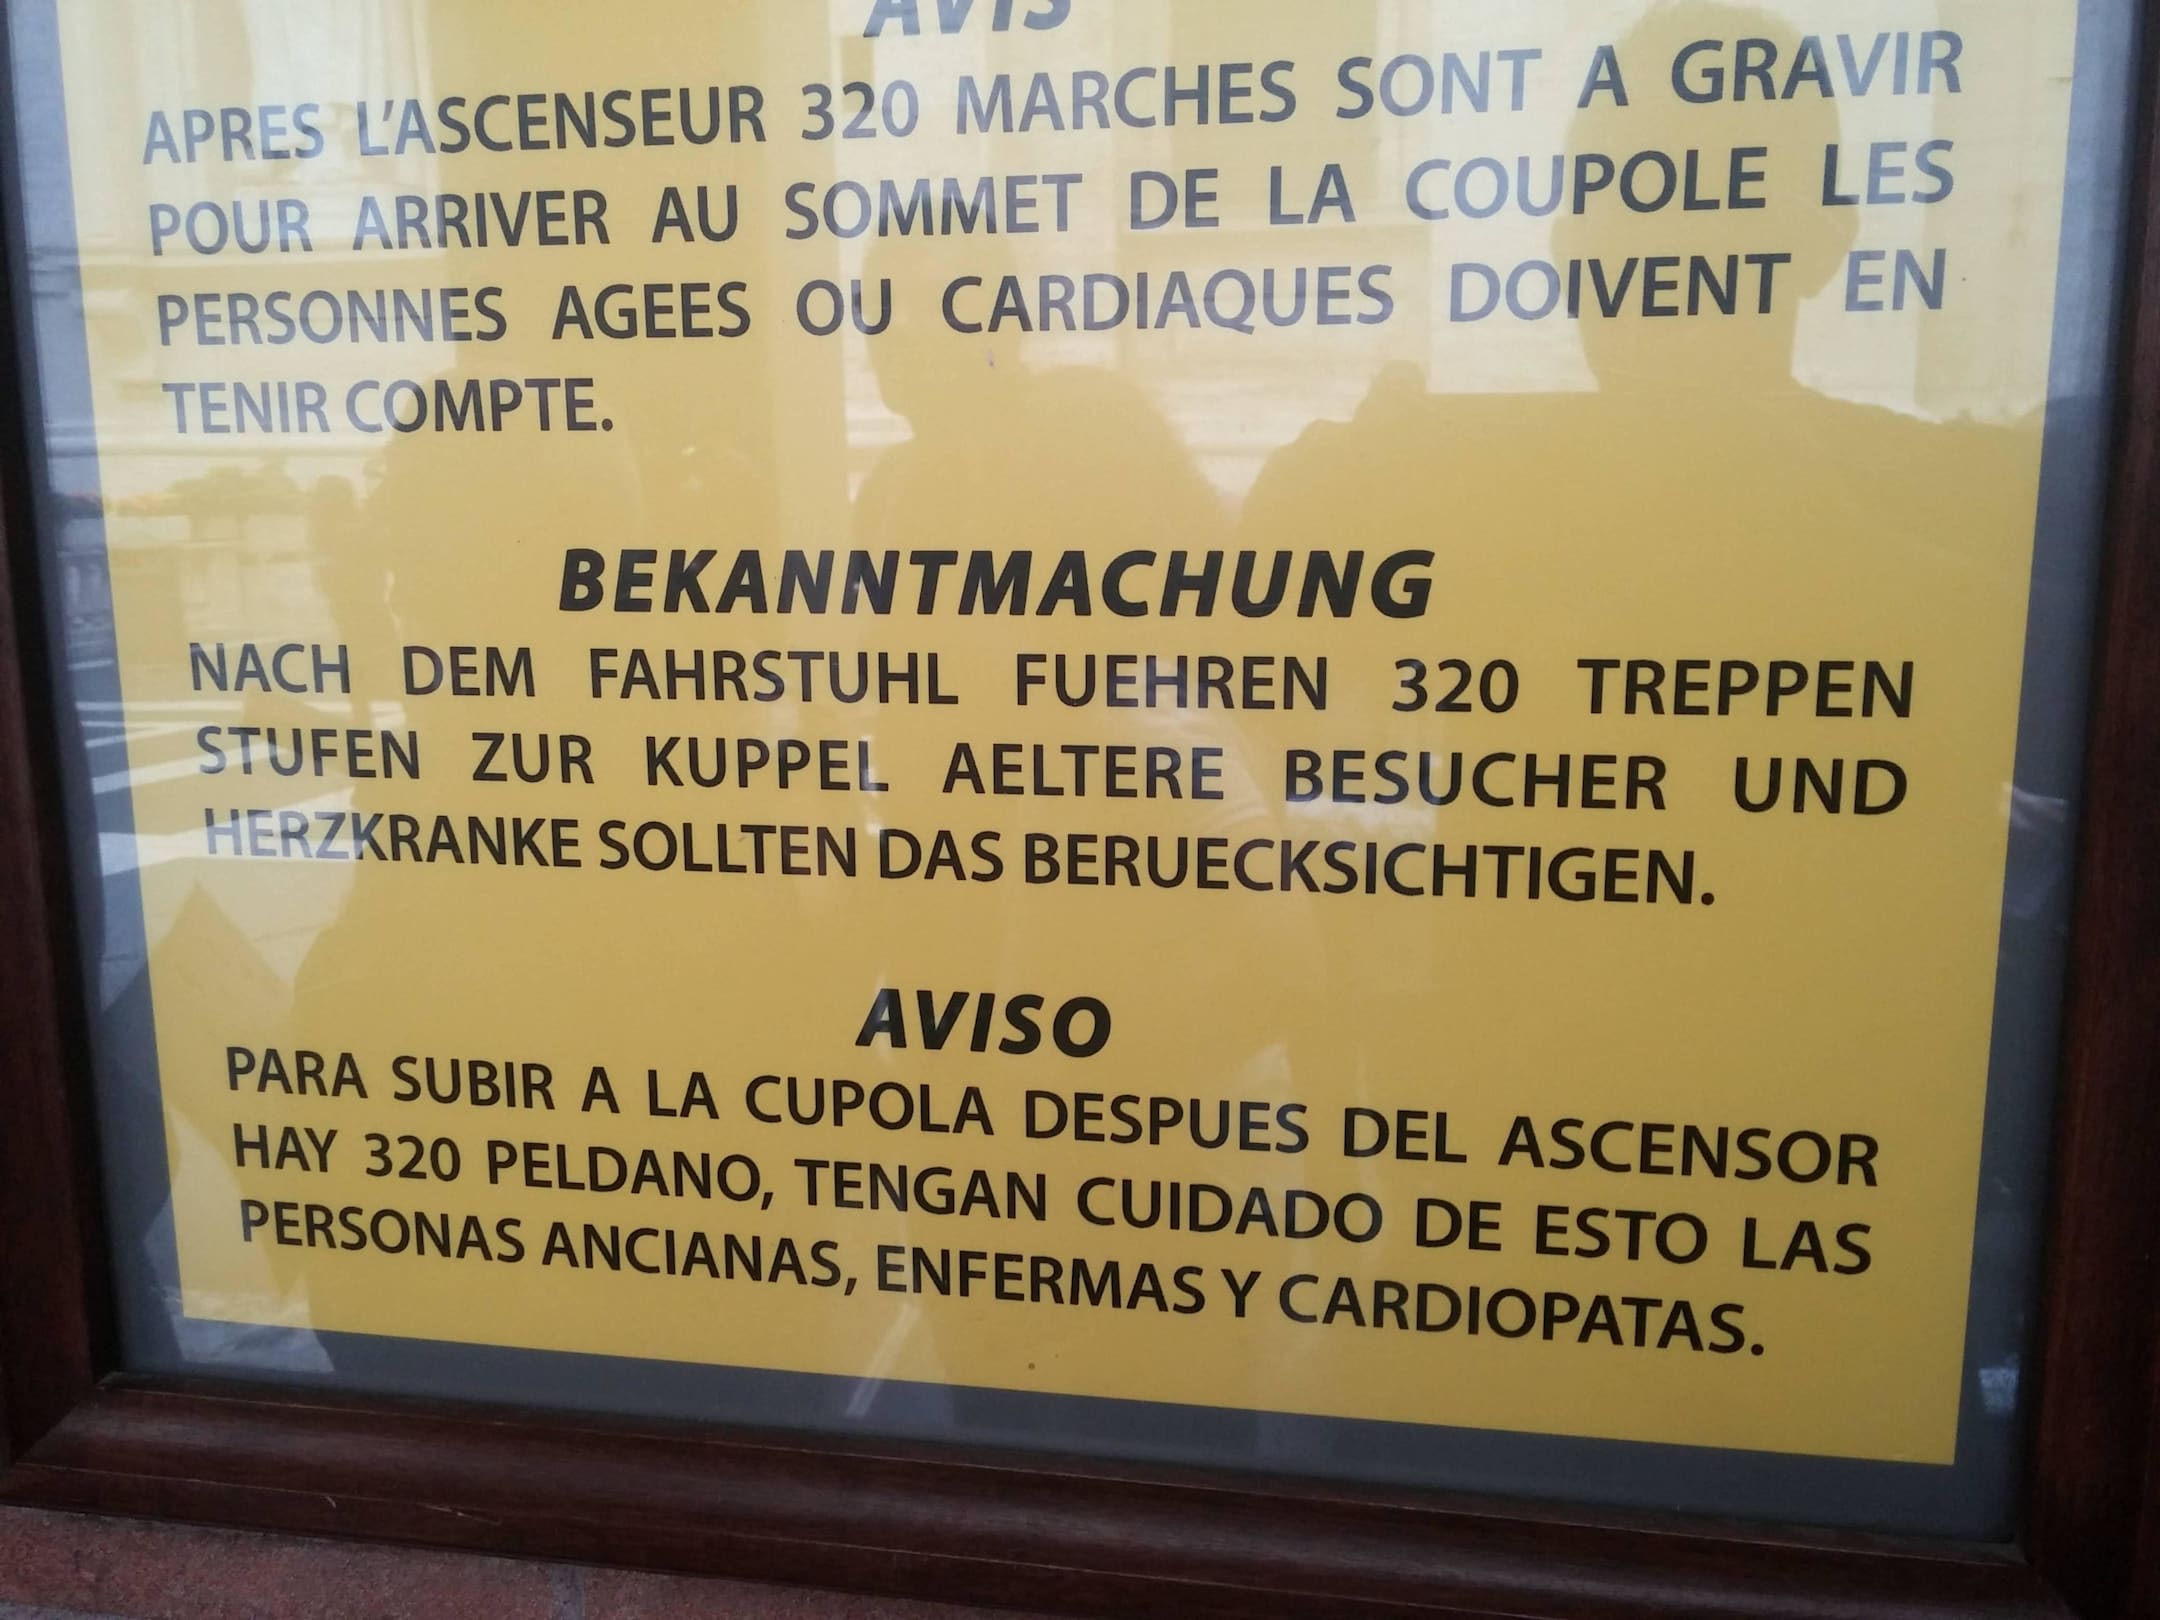 AVIS
APRES L'ASCENSEUR 320 MARCHES SONT A GRAVIR
POUR ARRIVER AU SOMMET DE LA COUPOLE LES
PERSONNES AGEES OU CARDIAQUES DOIVENT EN
TENIR COMPTE.
BEKANNTMACHUNG
NACH DEM FAHRSTUHL FUEHREN 320 TREPPEN
STUFEN ZUR KUPPEL AELTERE BESUCHER UND
HERZKRANKE SOLLTEN DAS BERUECKSICHTIGEN.
AVISO
PARA SUBIR A LA CUPOLA DESPUES DEL ASCENSOR
HAY 320 PELDANO, TENGAN CUIDADO DE ESTO LAS
PERSONAS ANCIANAS, ENFERMAS Y CARDIOPATAS.